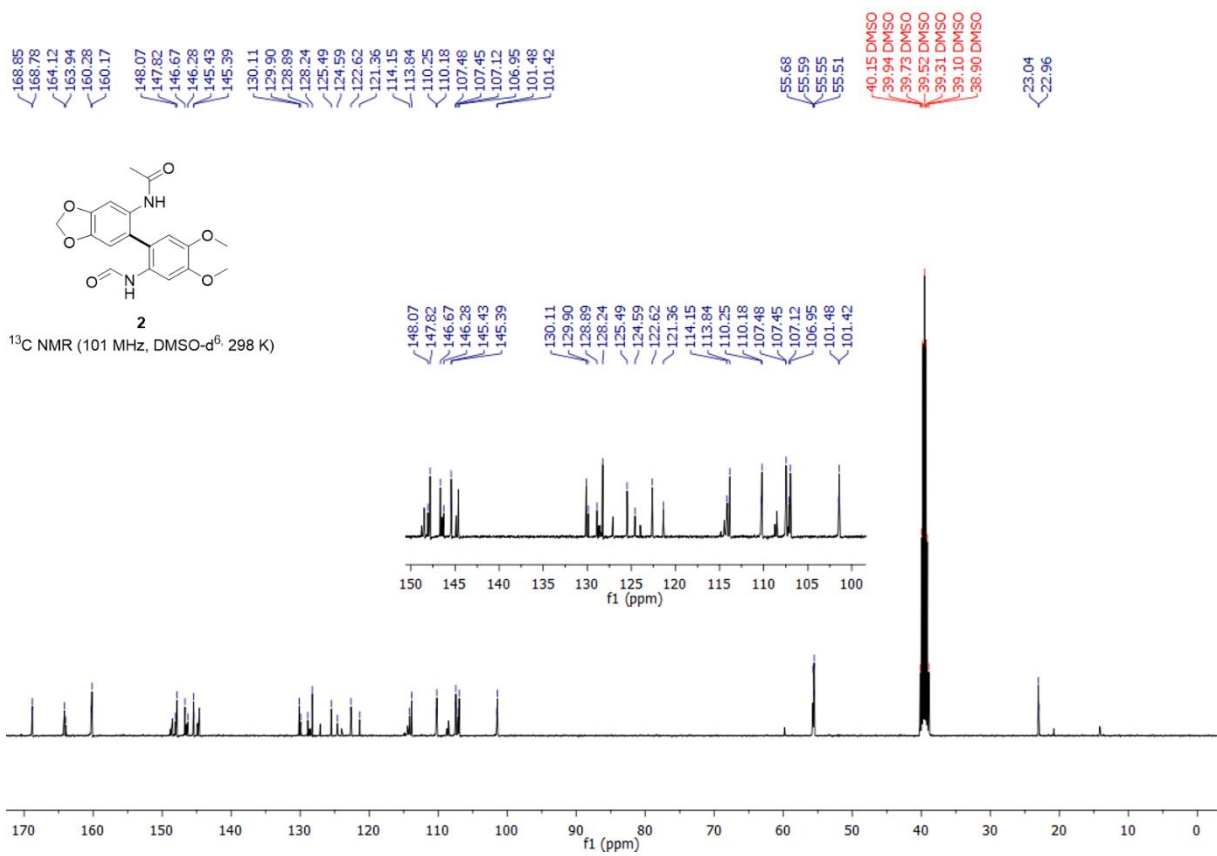 168.85
168.78
164.12
163.94
160.28
160.17
148.07
147.82
146.67
146.28
145.43
145.39
130.11
129.90
128.89
128.24
125.49
124.59
122.62
121.36
114.15
113.84
110.25
110.18
107.48
107.45
107.12
106.95
101.48
101.42
55.68
55.59
55.55
55.51
40.15 DMSO
39.94 DMSO
39.73 DMSO
39.52 DMSO
39.31 DMSO
39.10 DMSO
38.90 DMSO
23.04
22.96
O
NH
O
O
O
O
O
N
H
2
¹³C NMR (101 MHz, DMSO-d⁶, 298 K)
148.07
147.82
146.67
146.28
145.43
145.39
130.11
129.90
128.89
128.24
125.49
124.59
122.62
121.36
114.15
113.84
110.25
110.18
107.48
107.45
107.12
106.95
101.48
101.42
150 145 140 135 130 125 120 115 110 105 100
f1 (ppm)
170 160 150 140 130 120 110 100 90 80 70 60 50 40 30 20 10 0
f1 (ppm)